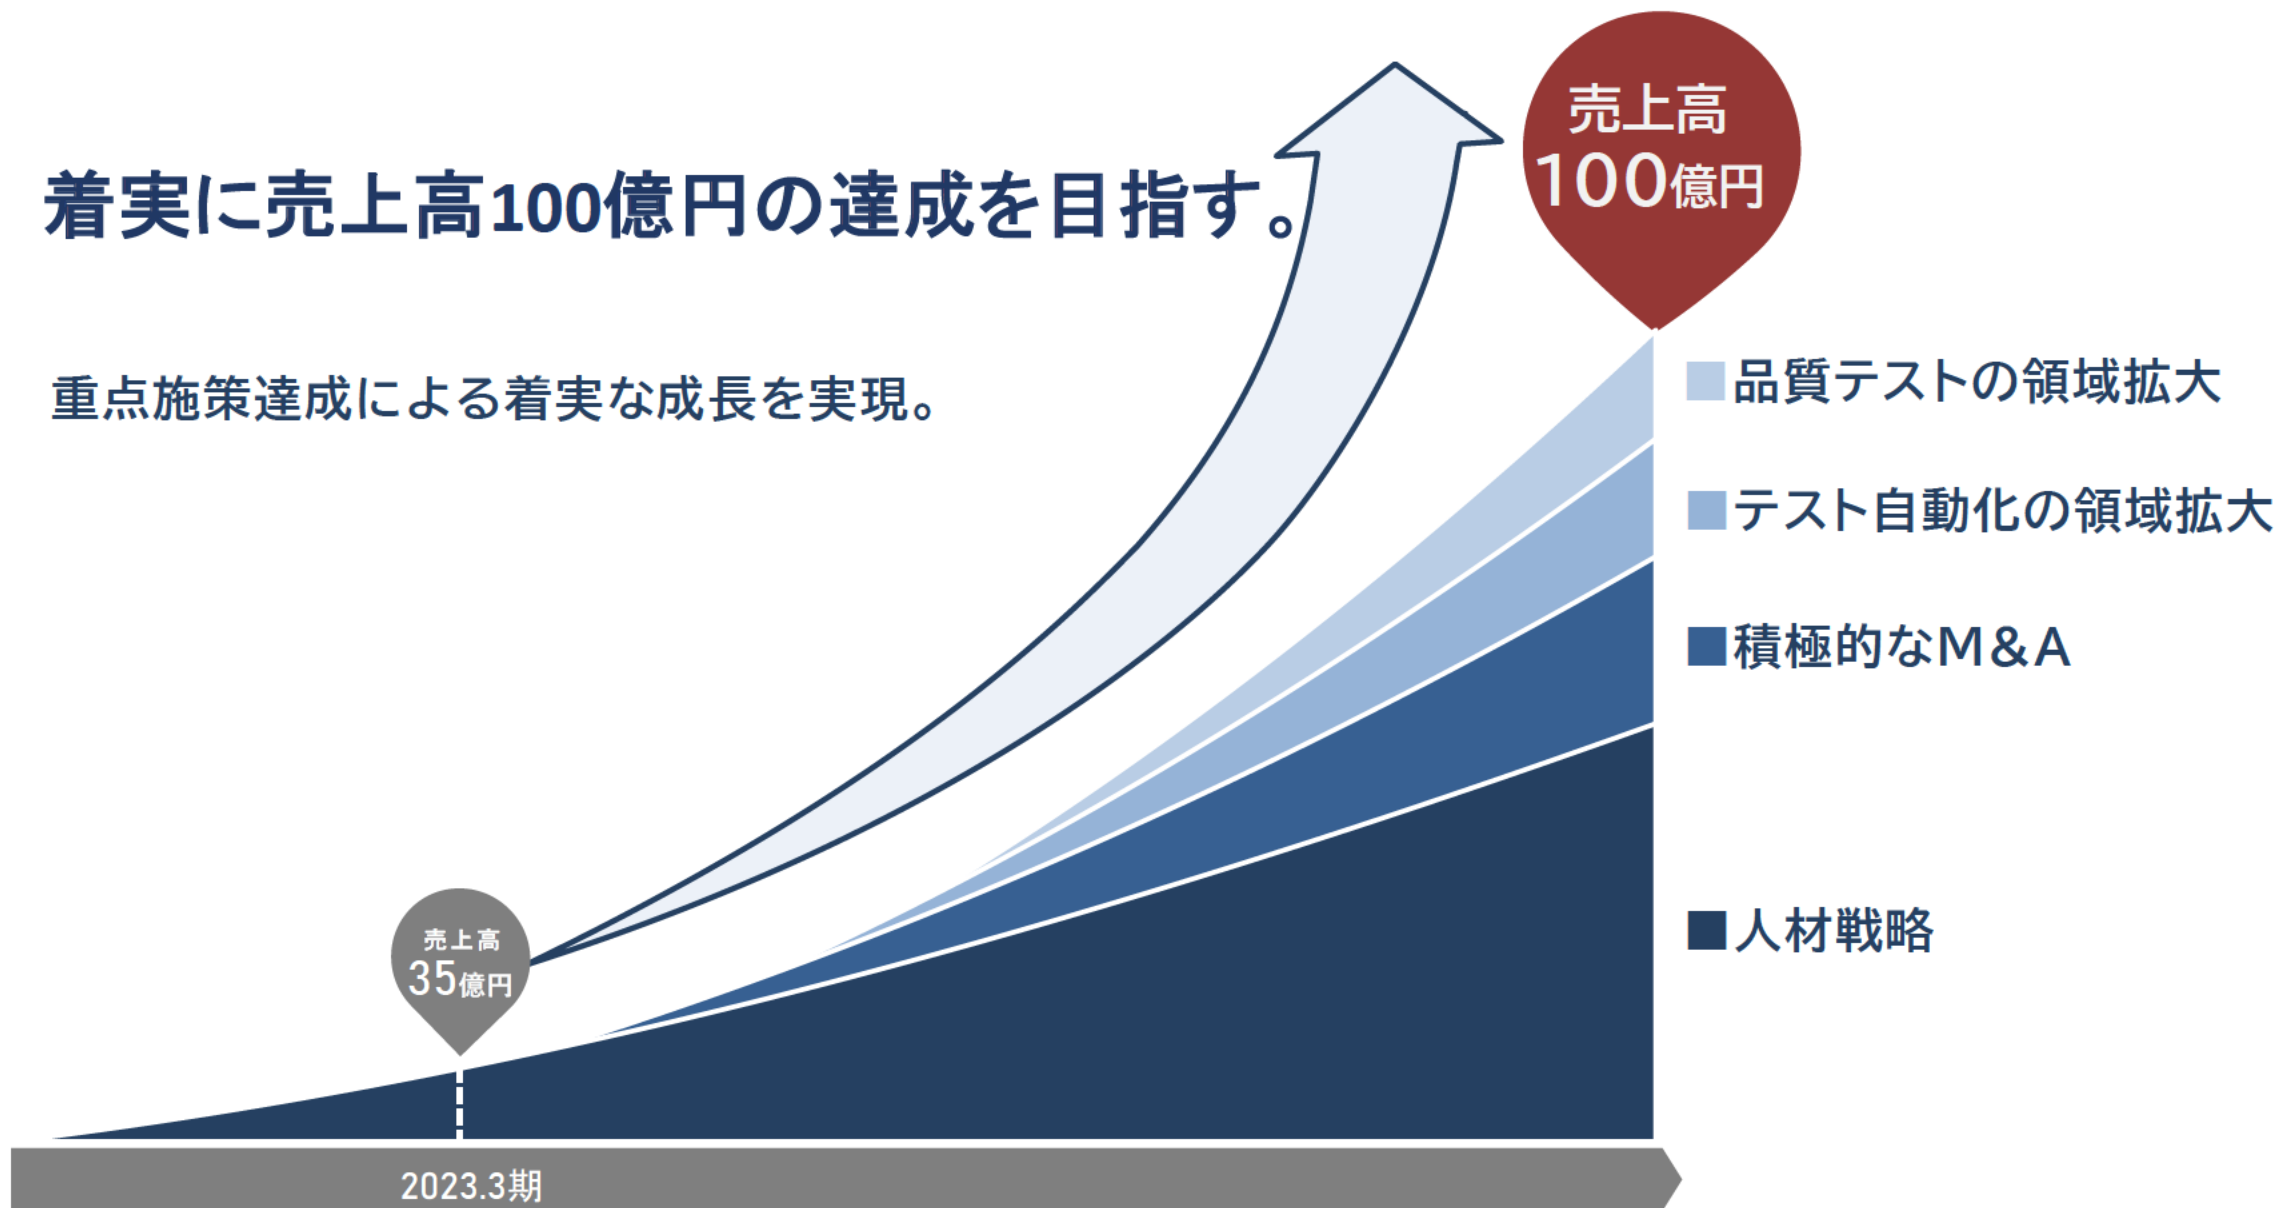 着実に売上高100億円の達成を目指す。
重点施策達成による着実な成長を実現。
売上高
100億円
品質テストの領域拡大
テスト自動化の領域拡大
積極的なM&A
人材戦略
売上高
35億円
2023.3期